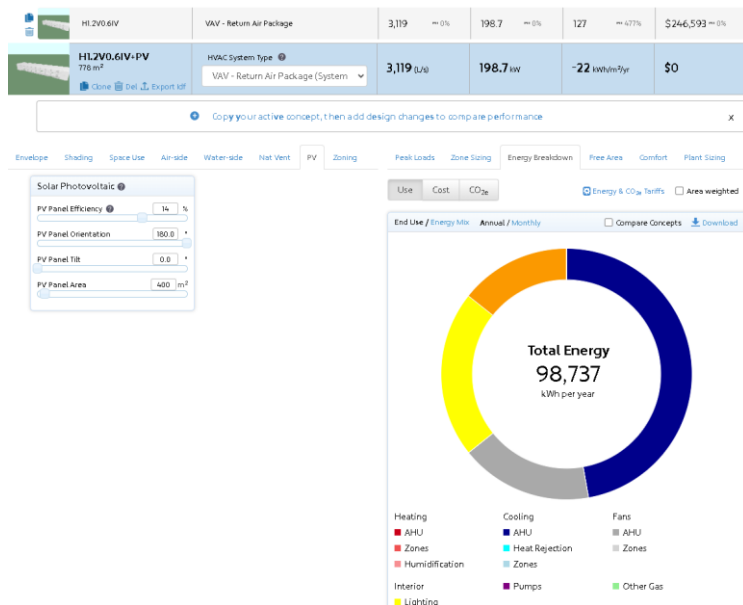 H1.2V0.6IV VAV - Return Air Package 3,119 ~ 0% 198.7 ~ 0% 127 ~ 477% $246,593 ~ 0%
H1.2V0.6IV+PV
778 m²
Clone Del Export Idf
HVAC System Type
VAV - Return Air Package (System
3,119 (L/s) 198.7 kW -22 kWh/m²/yr $0
Copy your active concept, then add design changes to compare performance x
Envelope Shading Space Use Air-side Water-side Nat Vent PV Zoning
Peak Loads Zone Sizing Energy Breakdown Free Area Comfort Plant Sizing
Solar Photovoltaic
PV Panel Efficiency 14 %
PV Panel Orientation 180.0 °
PV Panel Tilt 0.0 °
PV Panel Area 400 m²
Use Cost CO2e Energy & CO2e Tariffs Area weighted
End Use / Energy Mix Annual / Monthly Compare Concepts Download
Total Energy
98,737
kWh per year
Heating Cooling Fans
AHU AHU AHU
Zones Heat Rejection Zones
Humidification Zones
Interior Pumps Other Gas
Lighting